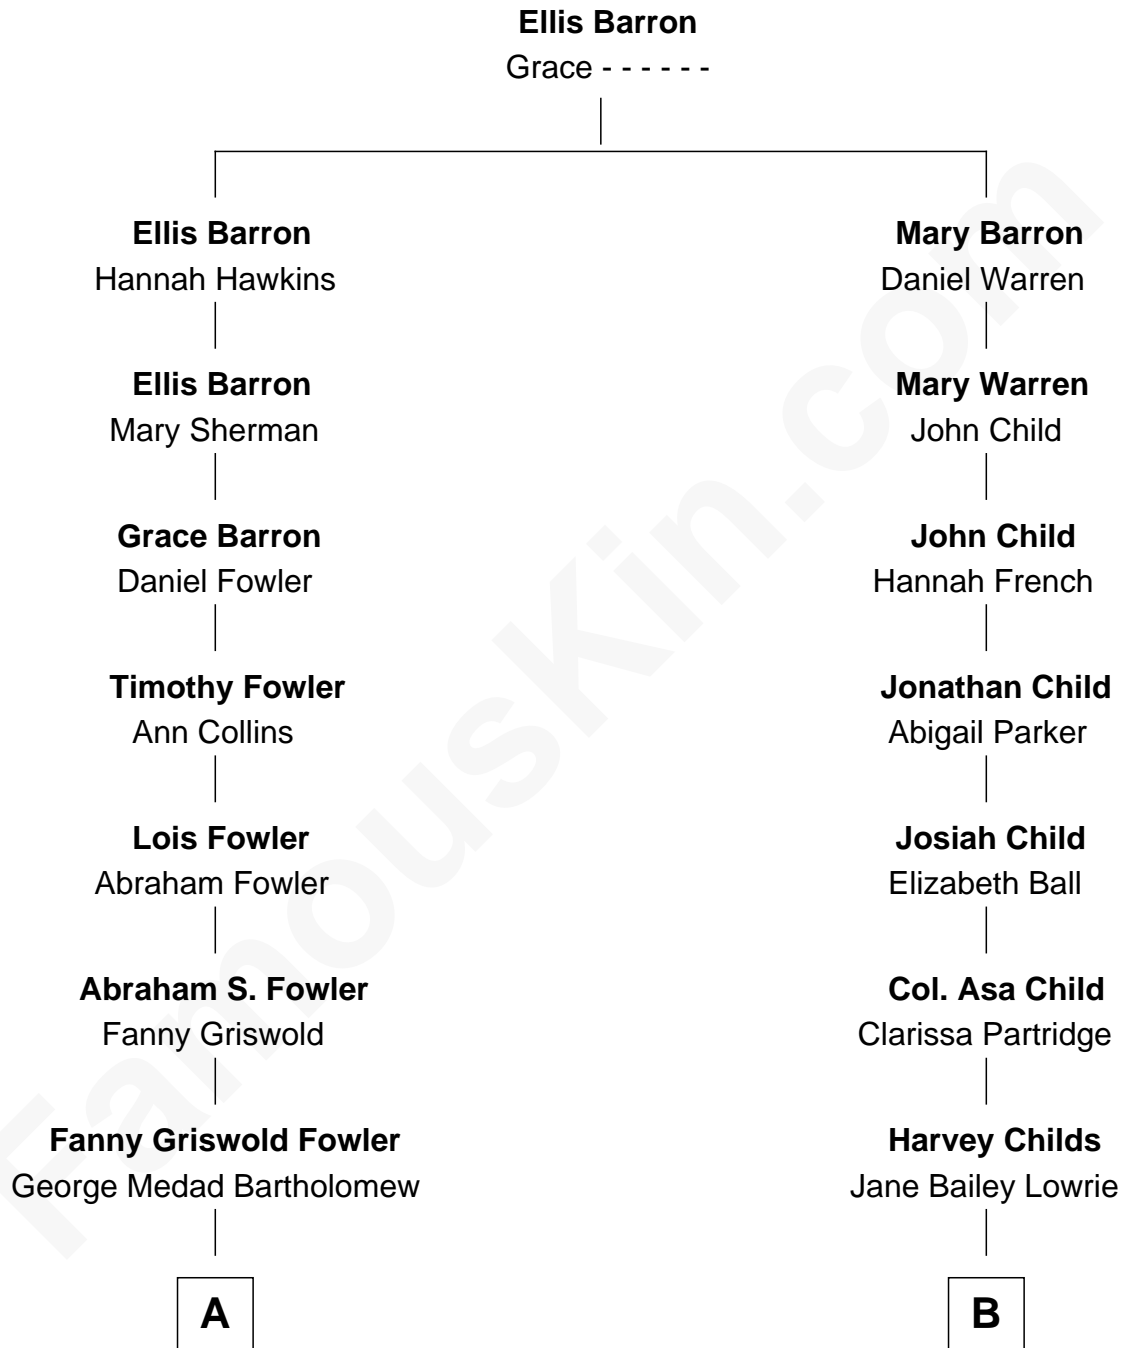 Ellis Barron
Grace - - - - - -
Ellis Barron
Hannah Hawkins
Mary Barron
Daniel Warren
Ellis Barron
Mary Sherman
Mary Warren
John Child
Grace Barron
Daniel Fowler
John Child
Hannah French
Timothy Fowler
Ann Collins
Jonathan Child
Abigail Parker
Lois Fowler
Abraham Fowler
Josiah Child
Elizabeth Ball
Abraham S. Fowler
Fanny Griswold
Col. Asa Child
Clarissa Partridge
Fanny Griswold Fowler
George Medad Bartholomew
Harvey Childs
Jane Bailey Lowrie
A
B
FamousKin.com